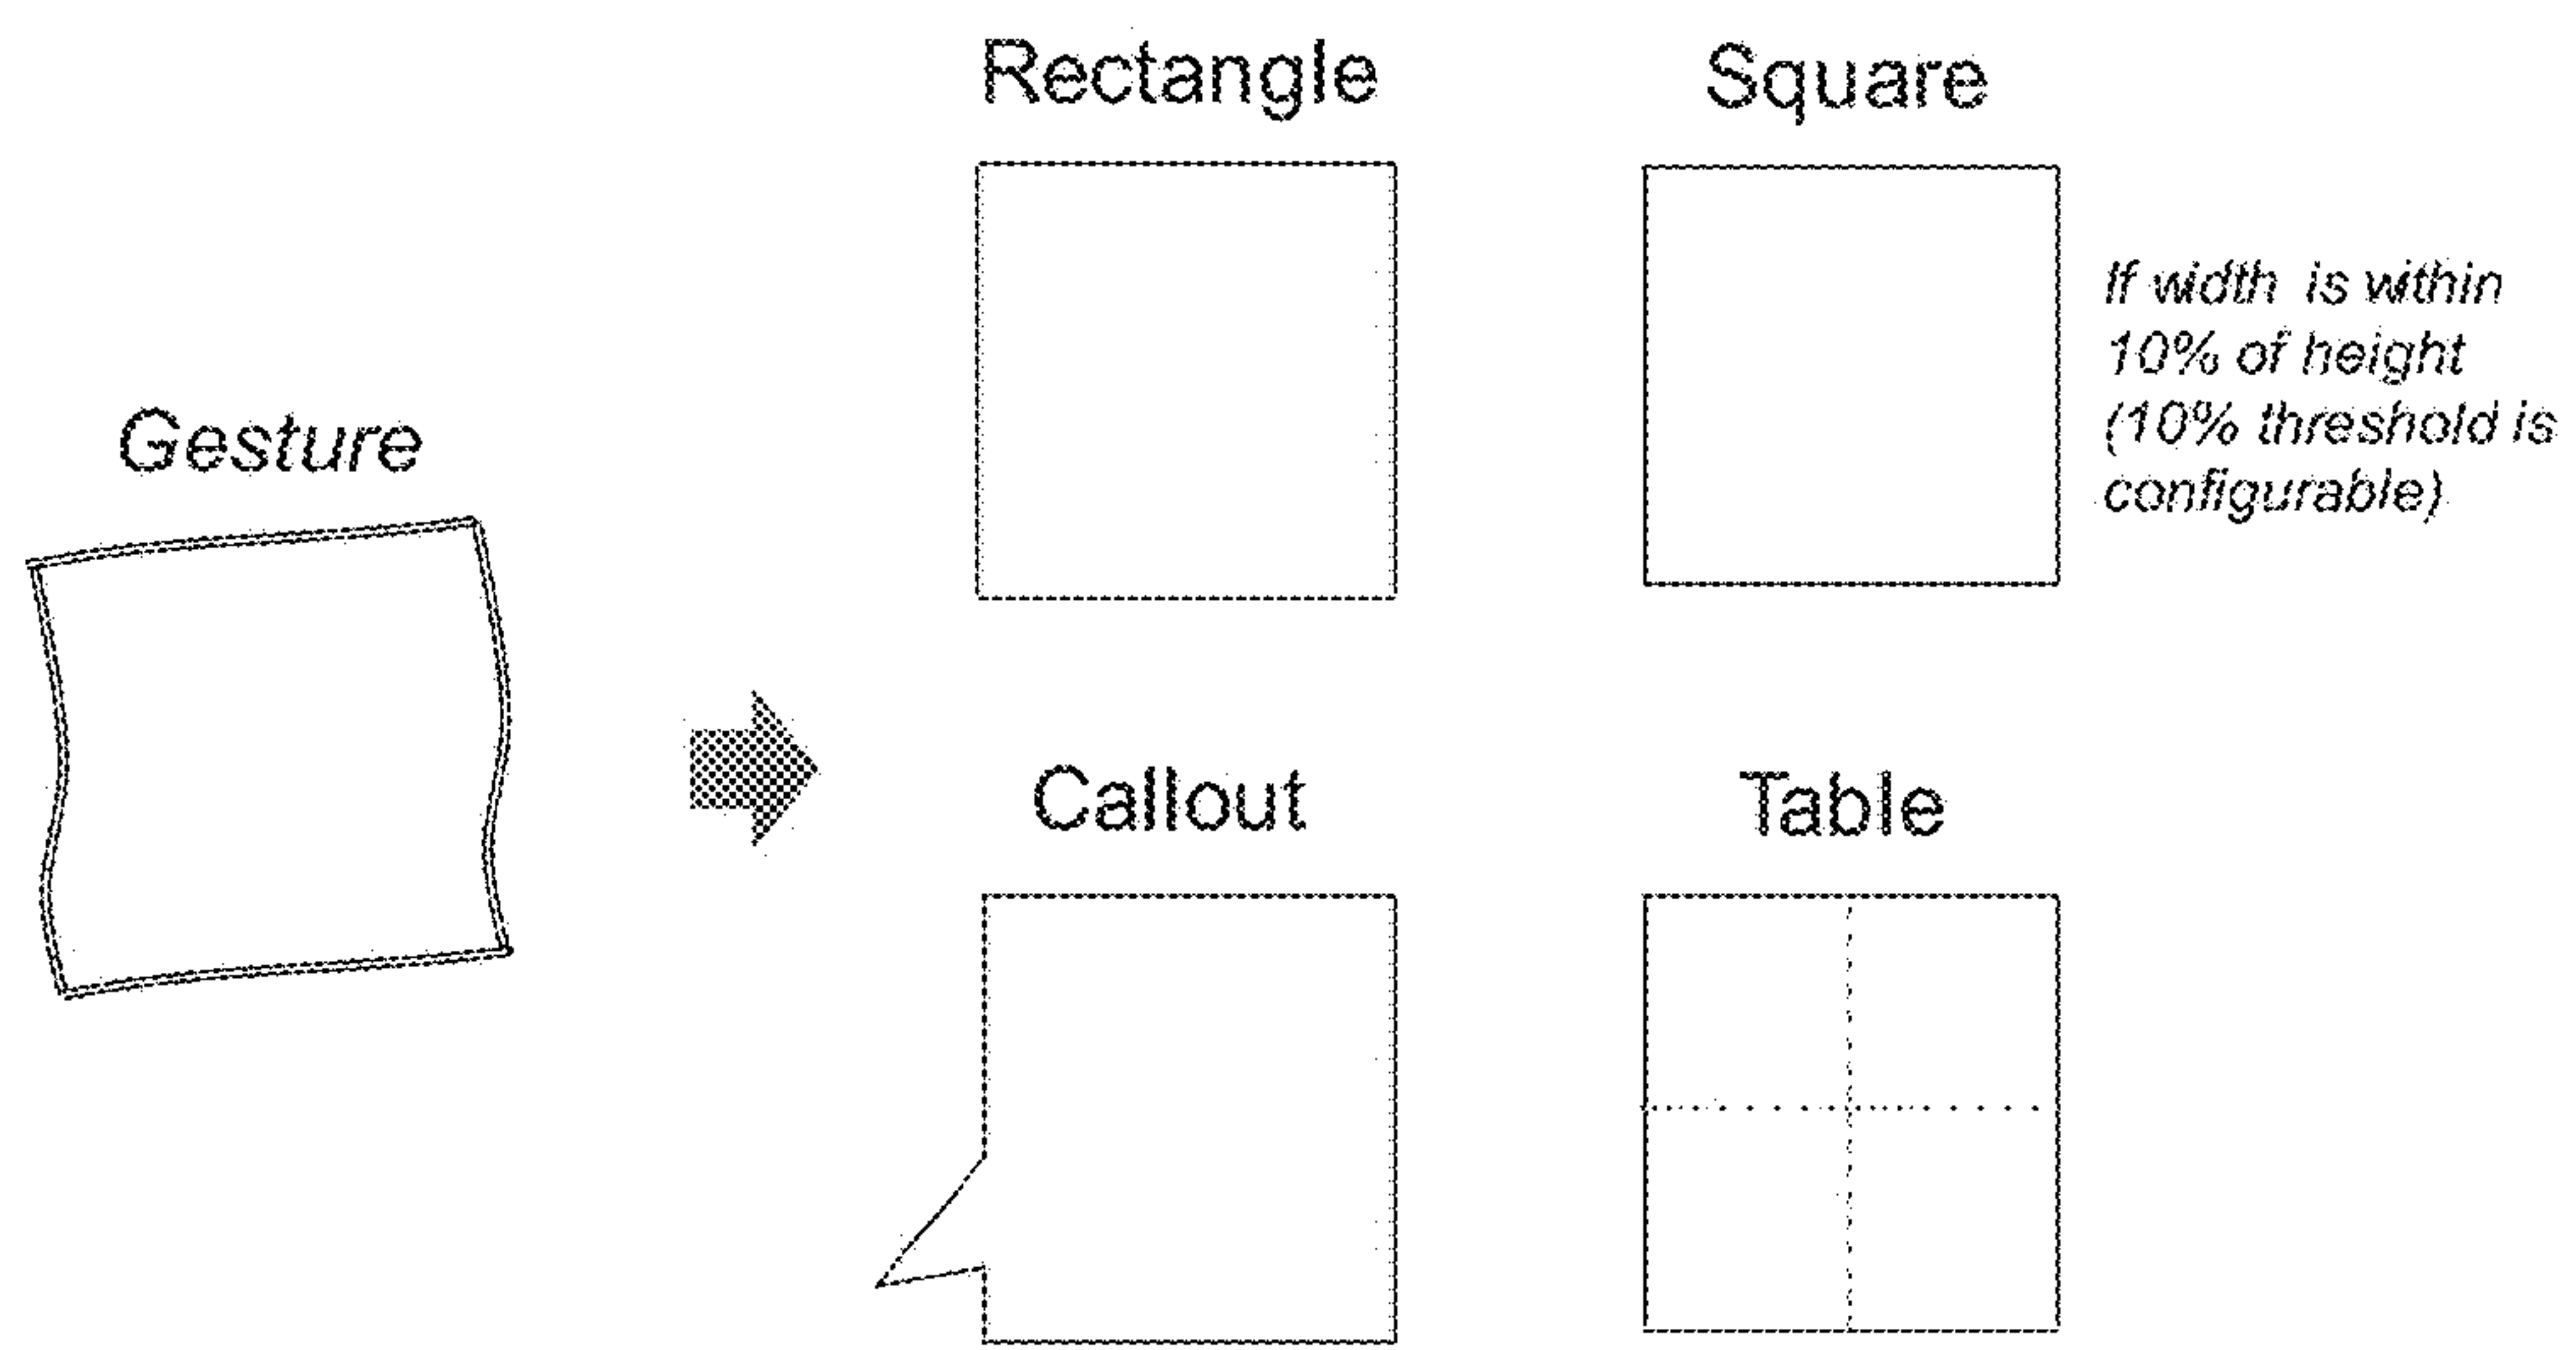 Rectangle
Square
If width is within
10% of height
(10% threshold is
configurable)
Gesture
Callout
Table